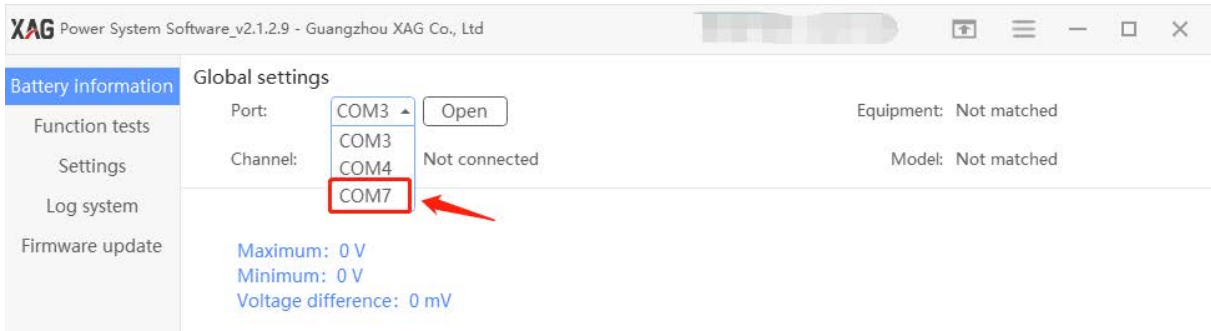 XAG Power System Software_v2.1.2.9 - Guangzhou XAG Co., Ltd
Battery information
Function tests
Settings
Log system
Firmware update
Global settings
Port: COM3 Open Equipment: Not matched
COM3
Channel: COM4 Not connected Model: Not matched
COM7
Maximum: 0 V
Minimum: 0 V
Voltage difference: 0 mV